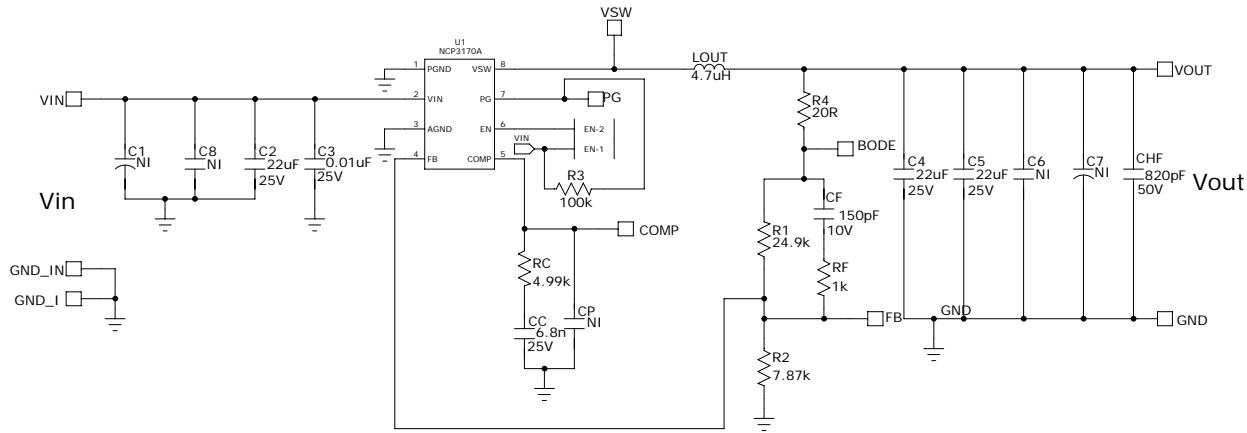 VSW
U1
NCP3170A
1 PGND VSW 8
2 VIN PG 7
3 AGND EN 6
4 FB COMP 5
VIN
C1
NI
C8
NI
C2
22uF
25V
C3
0.01uF
25V
Vin
GND_IN
GND_I
PG
EN-2
EN-1
VIN
R3
100k
COMP
RC
4.99k
CC
6.8n
25V
CP
NI
LOUT
4.7uH
R4
20R
BODE
R1
24.9k
CF
150pF
10V
RF
1k
FB
R2
7.87k
C4
22uF
25V
C5
22uF
25V
C6
NI
C7
NI
CHF
820pF
50V
VOUT
Vout
GND
GND